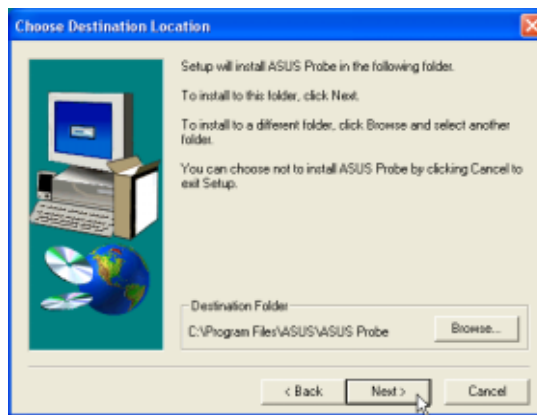 Choose Destination Location
Setup will install ASUS Probe in the following folder.
To install to this folder, click Next.
To install to a different folder, click Browse and select another
folder.
You can choose not to install ASUS Probe by clicking Cancel to
exit Setup.
Destination Folder
C:\Program Files\ASUS\ASUS Probe
Browse...
< Back
Next >
Cancel